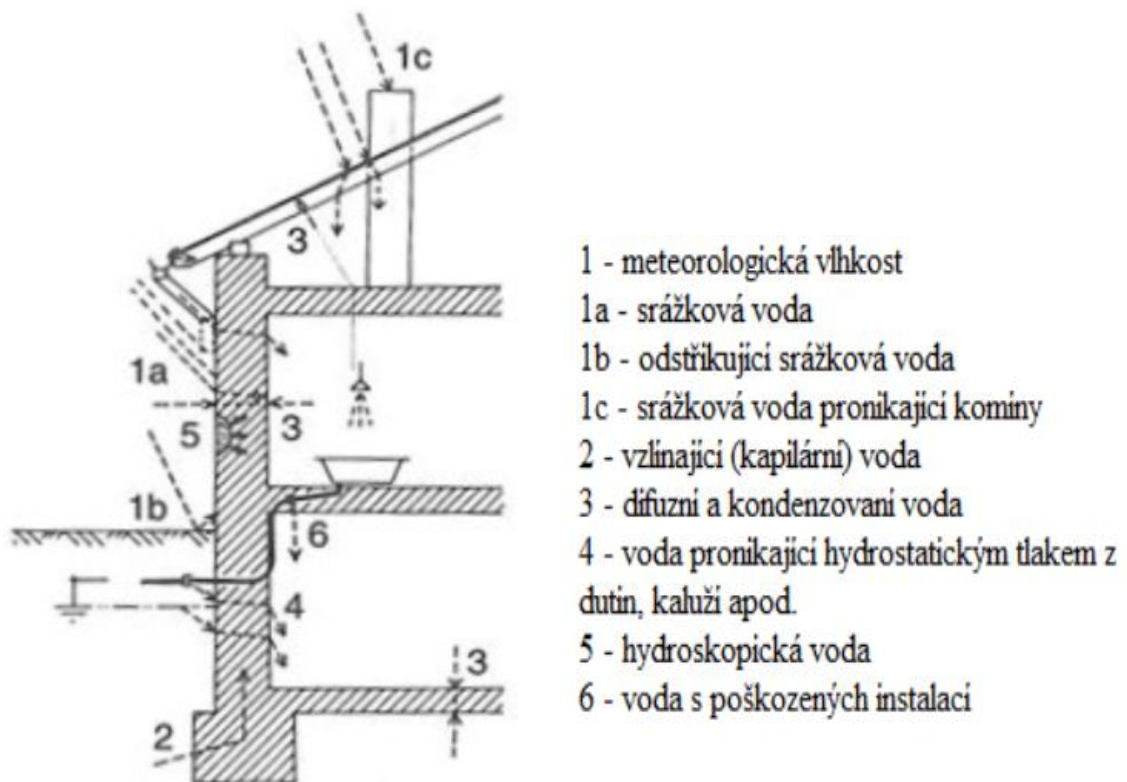 1c
3
1a
5
3
1b
6
4
3
2
1 - meteorologická vlhkost
1a - srážková voda
1b - odstřikující srážková voda
1c - srážková voda pronikající komíny
2 - vzlínající (kapilární) voda
3 - difuzní a kondenzovaní voda
4 - voda pronikající hydrostatickým tlakem z
dutin, kaluží apod.
5 - hydroskopická voda
6 - voda s poškozených instalací